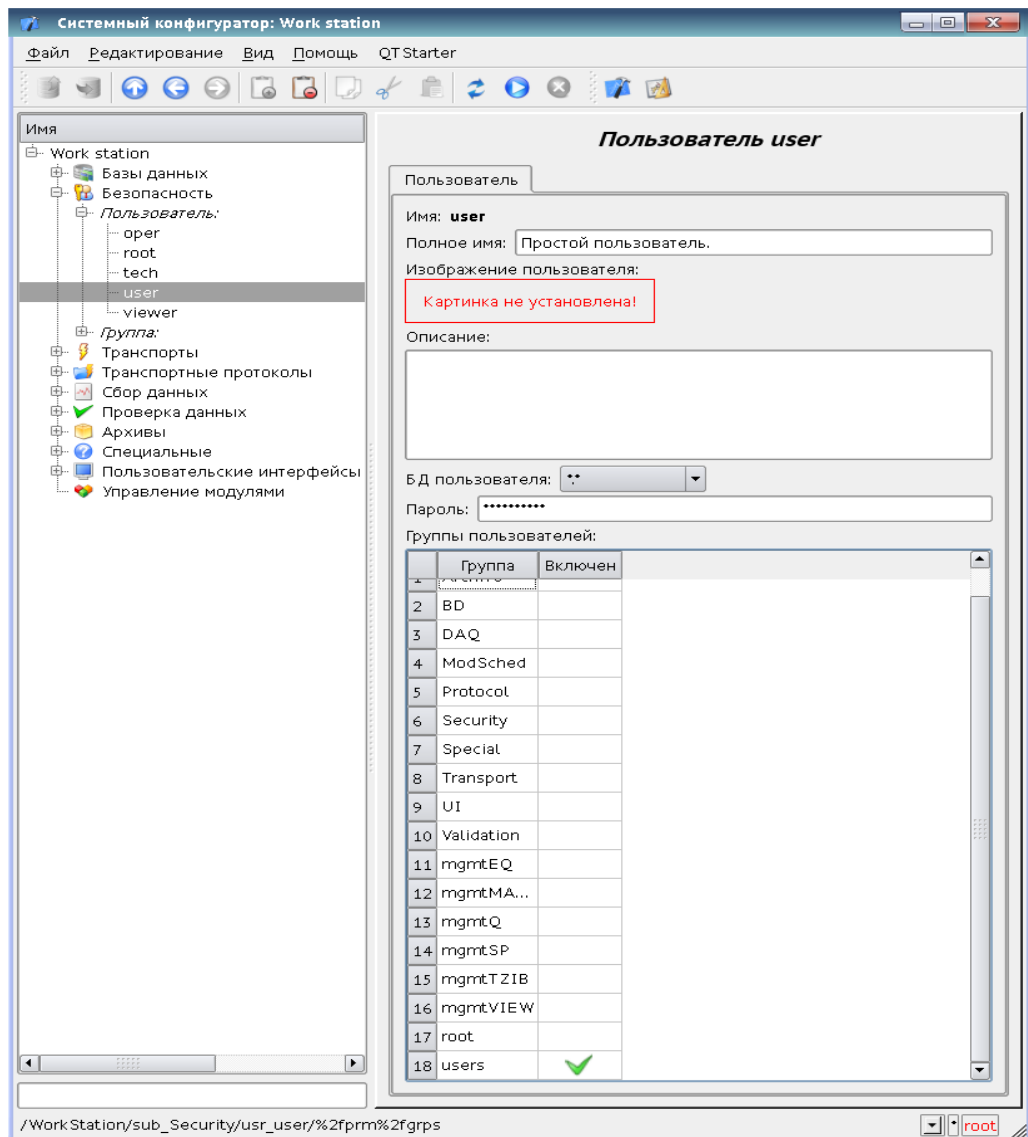 Системный конфигуратор: Work station
Файл Редактирование Вид Помощь QTStarter
Имя
Work station
Базы данных
Безопасность
Пользователь:
oper
root
tech
user
viewer
Группа:
Транспорты
Транспортные протоколы
Сбор данных
Проверка данных
Архивы
Специальные
Пользовательские интерфейсы
Управление модулями
Пользователь user
Пользователь
Имя: user
Полное имя: Простой пользователь.
Изображение пользователя:
Картинка не установлена!
Описание:
БД пользователя: *.*
Пароль: ••••••••••
Группы пользователей:
Группа Включен
1
2 BD
3 DAQ
4 ModSched
5 Protocol
6 Security
7 Special
8 Transport
9 UI
10 Validation
11 mgmtEQ
12 mgmtMA...
13 mgmtQ
14 mgmtSP
15 mgmtTZIB
16 mgmtVIEW
17 root
18 users
/WorkStation/sub_Security/usr_user/%2fprm%2fgrps
* root